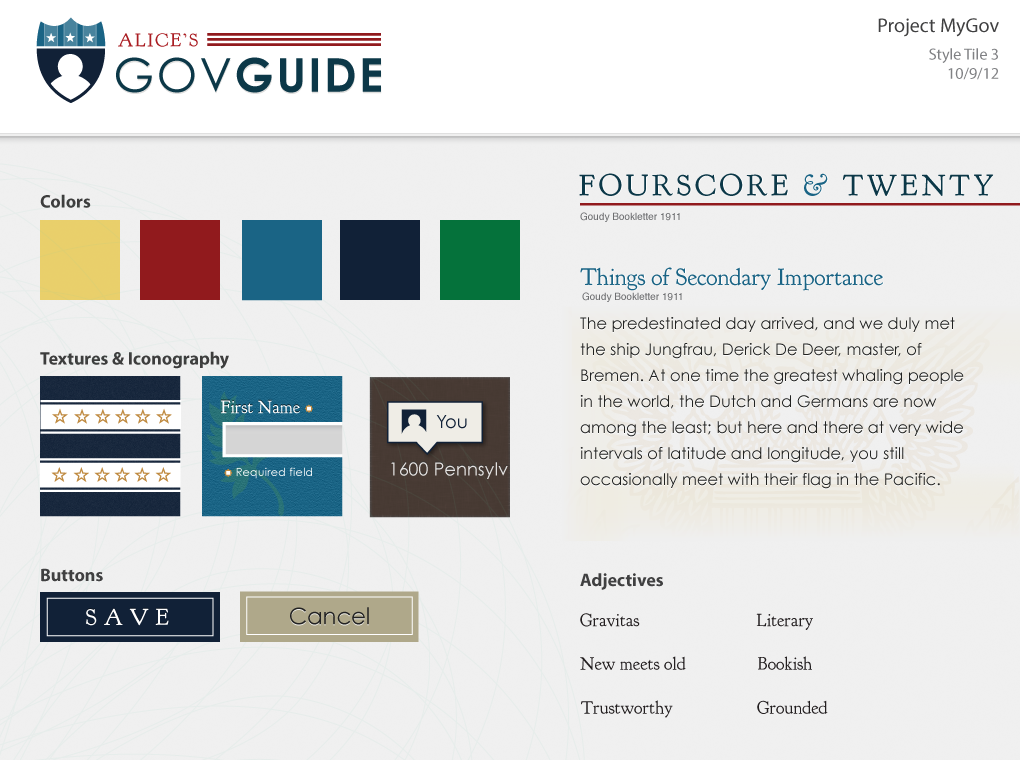 ALICE'S
GOVGUIDE
Project MyGov
Style Tile 3
10/9/12
Colors
Textures & Iconography
First Name
Required field
You
1600 Pennsylv
Buttons
SAVE
Cancel
FOURSCORE & TWENTY
Goudy Bookletter 1911
Things of Secondary Importance
Goudy Bookletter 1911
The predestinated day arrived, and we duly met
the ship Jungfrau, Derick De Deer, master, of
Bremen. At one time the greatest whaling people
in the world, the Dutch and Germans are now
among the least; but here and there at very wide
intervals of latitude and longitude, you still
occasionally meet with their flag in the Pacific.
Adjectives
Gravitas Literary
New meets old Bookish
Trustworthy Grounded